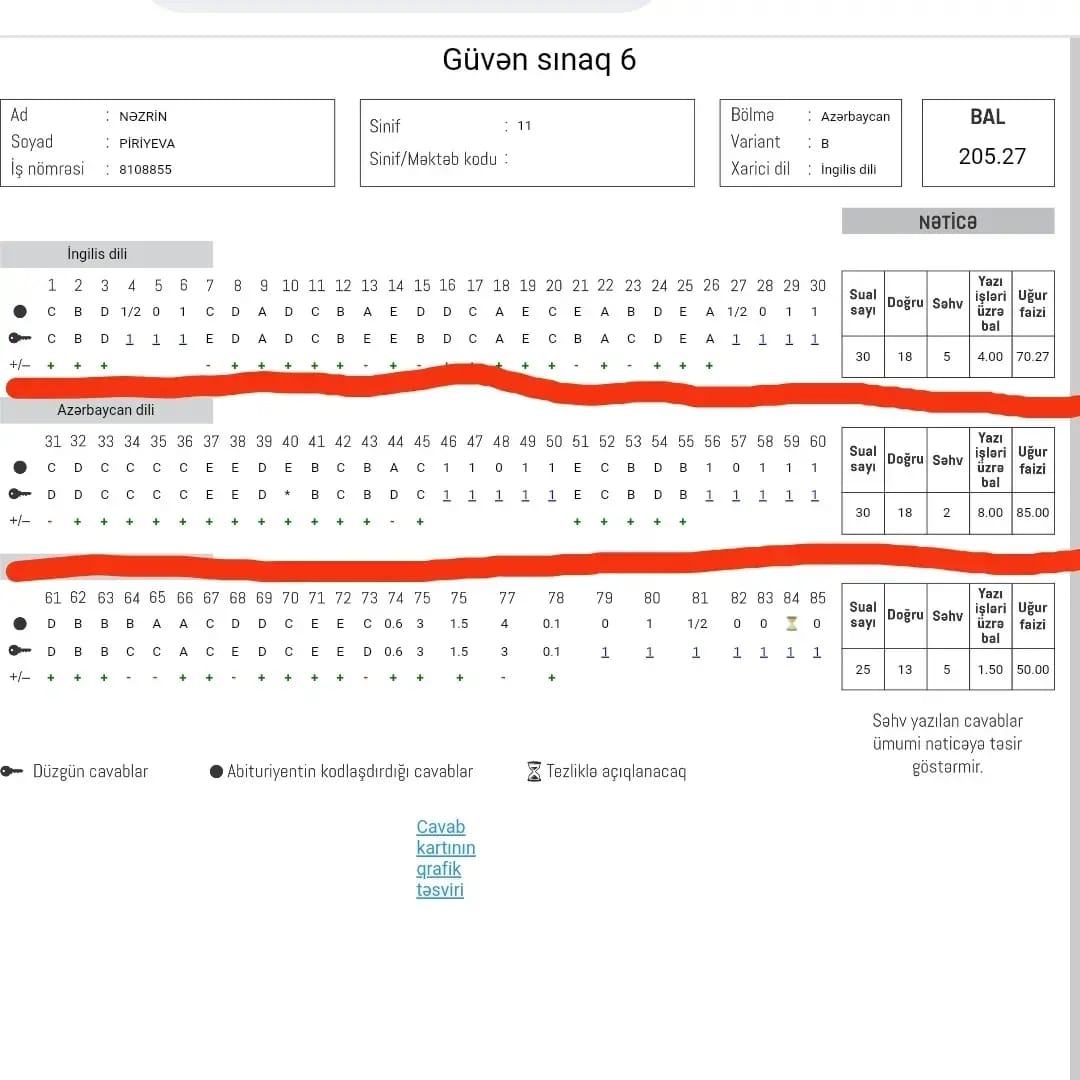 Güvən sınaq 6
Ad : NƏZRİN
Soyad : PİRİYEVA
İş nömrəsi : 8108855
Sinif : 11
Sinif/Məktəb kodu :
Bölmə : Azərbaycan
Variant : B
Xarici dil : İngilis dili
BAL
205.27
NƏTİCƏ
İngilis dili
1 2 3 4 5 6 7 8 9 10 11 12 13 14 15 16 17 18 19 20 21 22 23 24 25 26 27 28 29 30
C B D 1/2 0 1 C D A D C B A E D D C A E C E A B D E A 1/2 0 1 1
C B D 1 1 1 E D A D C B E E B D C A E C B A C D E A 1 1 1 1
+/– + + + - + + + + + - + - + + + + - + - + + +
Sual sayı Doğru Səhv Yazı işləri üzrə bal Uğur faizi
30 18 5 4.00 70.27
Azərbaycan dili
31 32 33 34 35 36 37 38 39 40 41 42 43 44 45 46 47 48 49 50 51 52 53 54 55 56 57 58 59 60
C D C C C C E E D E B C B A C 1 1 0 1 1 E C B D B 1 0 1 1 1
D D C C C C E E D * B C B D C 1 1 1 1 1 E C B D B 1 1 1 1 1
+/– - + + + + + + + + + + + + - + + + + + +
Sual sayı Doğru Səhv Yazı işləri üzrə bal Uğur faizi
30 18 2 8.00 85.00
61 62 63 64 65 66 67 68 69 70 71 72 73 74 75 75 77 78 79 80 81 82 83 84 85
D B B B A A C D D C E E C 0.6 3 1.5 4 0.1 0 1 1/2 0 0 0
D B B C C A C E D C E E D 0.6 3 1.5 3 0.1 1 1 1 1 1 1 1
+/– + + + - - + + - + + + + - + + + - +
Sual sayı Doğru Səhv Yazı işləri üzrə bal Uğur faizi
25 13 5 1.50 50.00
Səhv yazılan cavablar
ümumi nəticəyə təsir
göstərmir.
Düzgün cavablar
Abituriyentin kodlaşdırdığı cavablar
Tezliklə açıqlanacaq
Cavab
kartının
qrafik
təsviri